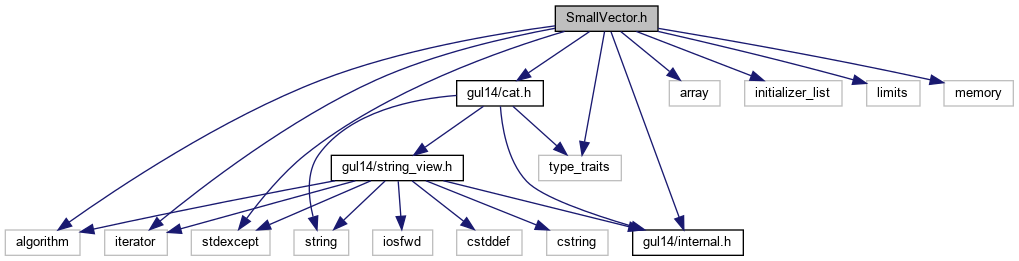 SmallVector.h
gul14/cat.h
array
initializer_list
limits
memory
gul14/string_view.h
type_traits
algorithm
iterator
stdexcept
string
iosfwd
cstddef
cstring
gul14/internal.h